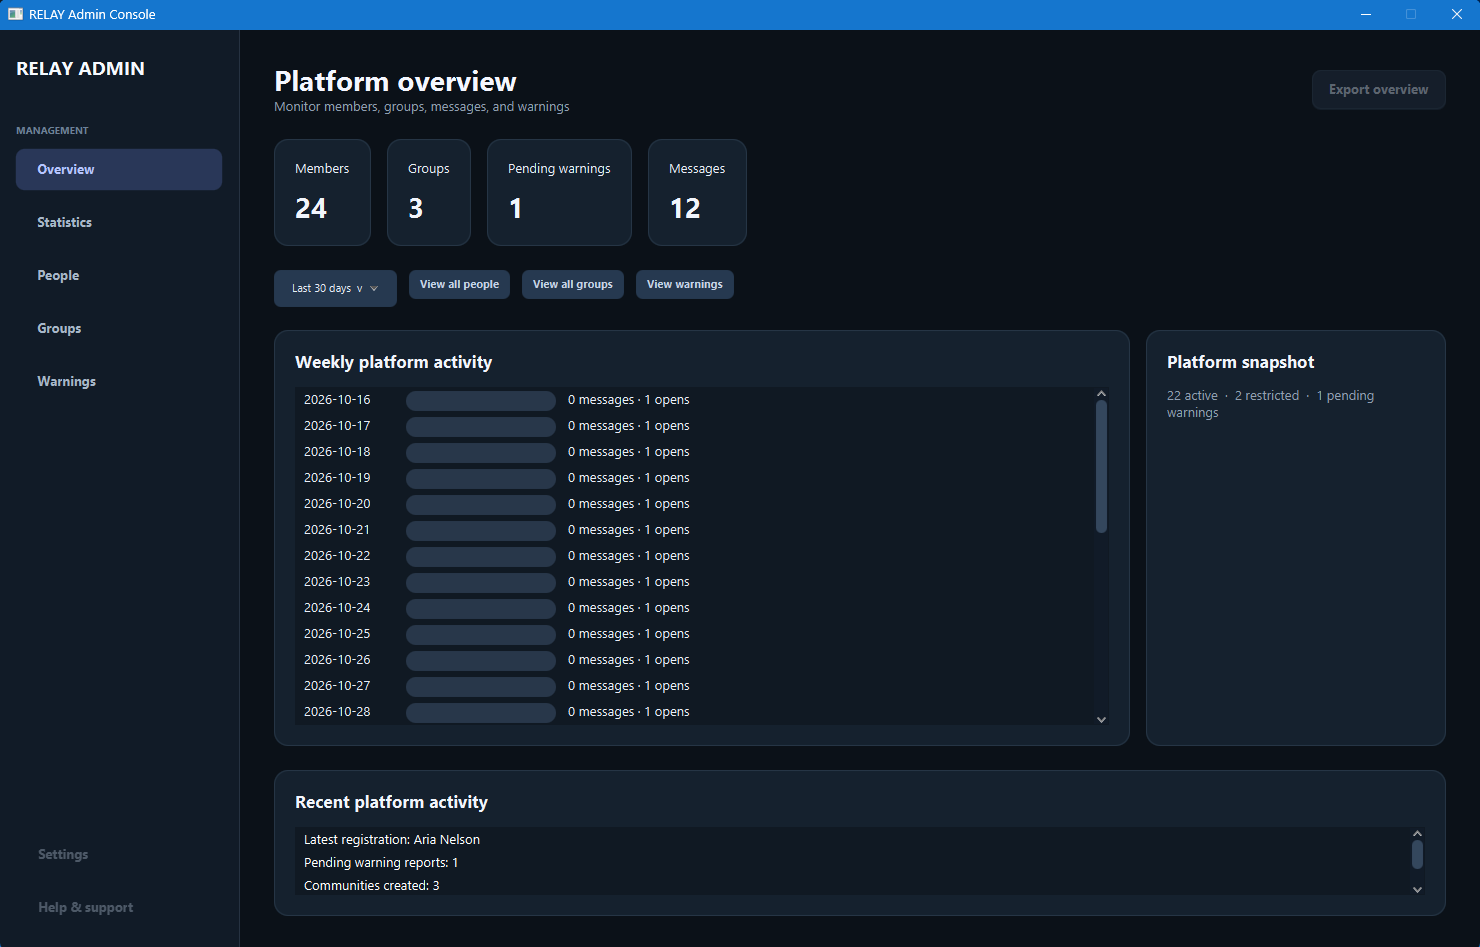 RELAY Admin Console
RELAY ADMIN
MANAGEMENT
Overview
Statistics
People
Groups
Warnings
Settings
Help & support
Platform overview
Monitor members, groups, messages, and warnings
Export overview
Members
24
Groups
3
Pending warnings
1
Messages
12
Last 30 days v
View all people
View all groups
View warnings
Weekly platform activity
2026-10-16 0 messages · 1 opens
2026-10-17 0 messages · 1 opens
2026-10-18 0 messages · 1 opens
2026-10-19 0 messages · 1 opens
2026-10-20 0 messages · 1 opens
2026-10-21 0 messages · 1 opens
2026-10-22 0 messages · 1 opens
2026-10-23 0 messages · 1 opens
2026-10-24 0 messages · 1 opens
2026-10-25 0 messages · 1 opens
2026-10-26 0 messages · 1 opens
2026-10-27 0 messages · 1 opens
2026-10-28 0 messages · 1 opens
Platform snapshot
22 active · 2 restricted · 1 pending
warnings
Recent platform activity
Latest registration: Aria Nelson
Pending warning reports: 1
Communities created: 3